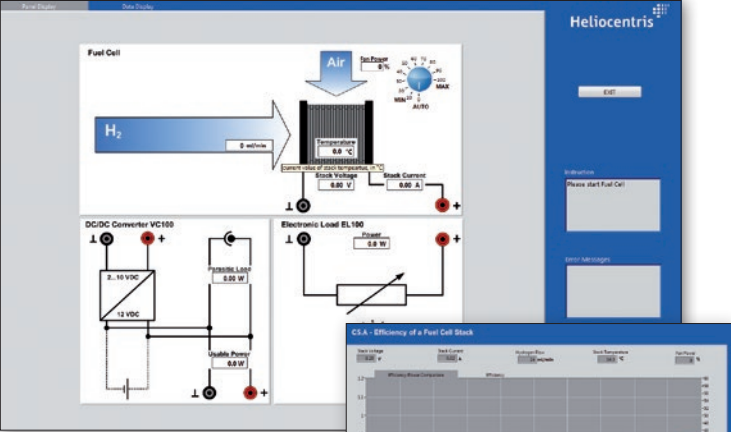 Panel Display
Data Display
Heliocentris
EXIT
Instruction
Please start Fuel Cell
Error Messages
Fuel Cell
Air
Fan Power
0 %
MIN
AUTO
MAX
H2
0 ml/min
Temperature
0.0 °C
current value of stack tempeartue, in °C
Stack Voltage
0.00 V
Stack Current
0.00 A
+
DC/DC Converter VC100
+
2...10 VDC
12 VDC
Parasitic Load
0.00 W
Usable Power
0.0 W
+
Electronic Load EL100
+
Power
0.0 W
CS.A - Efficiency of a Fuel Cell Stack
Stack Voltage
V
Stack Current
A
Hydrogen Flow
ml/min
Stack Temperature
°C
Fan Power
%
Efficiency